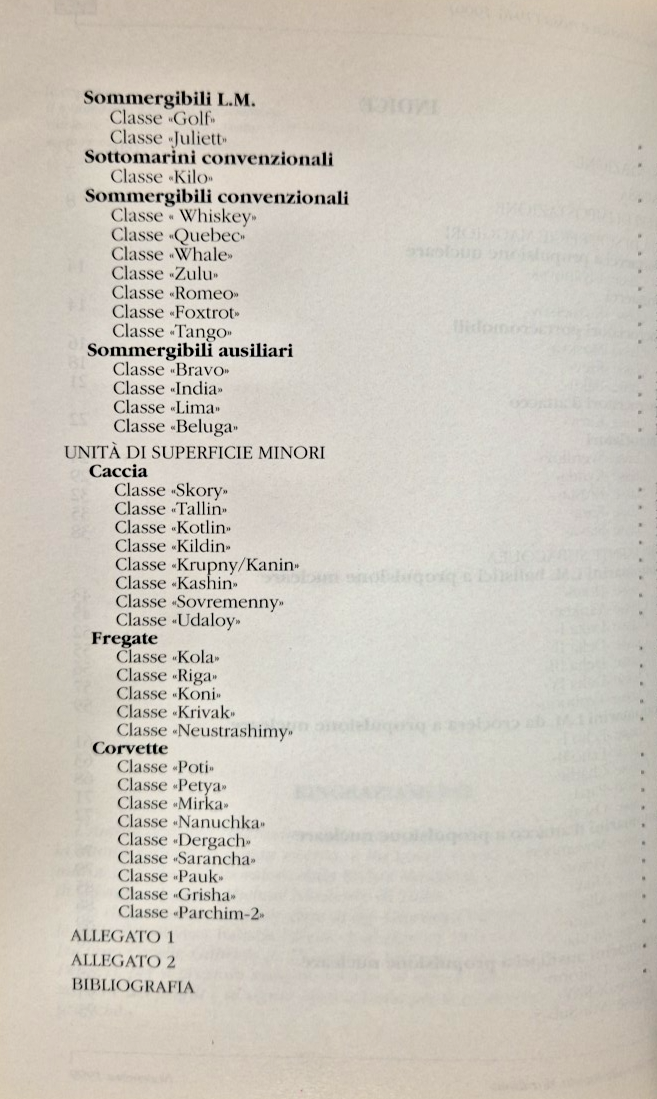 Sommergibili L.M.
Classe «Golf»
Classe «Juliett»
Sottomarini convenzionali
Classe «Kilo»
Sommergibili convenzionali
Classe « Whiskey»
Classe «Quebec»
Classe «Whale»
Classe «Zulu»
Classe «Romeo»
Classe «Foxtrot»
Classe «Tango»
Sommergibili ausiliari
Classe «Bravo»
Classe «India»
Classe «Lima»
Classe «Beluga»
UNITÀ DI SUPERFICIE MINORI
Caccia
Classe «Skory»
Classe «Tallin»
Classe «Kotlin»
Classe «Kildin»
Classe «Krupny/Kanin»
Classe «Kashin»
Classe «Sovremenny»
Classe «Udaloy»
Fregate
Classe «Kola»
Classe «Riga»
Classe «Koni»
Classe «Krivak»
Classe «Neustrashimy»
Corvette
Classe «Poti»
Classe «Petya»
Classe «Mirka»
Classe «Nanuchka»
Classe «Dergach»
Classe «Sarancha»
Classe «Pauk»
Classe «Grisha»
Classe «Parchim-2»
ALLEGATO 1
ALLEGATO 2
BIBLIOGRAFIA